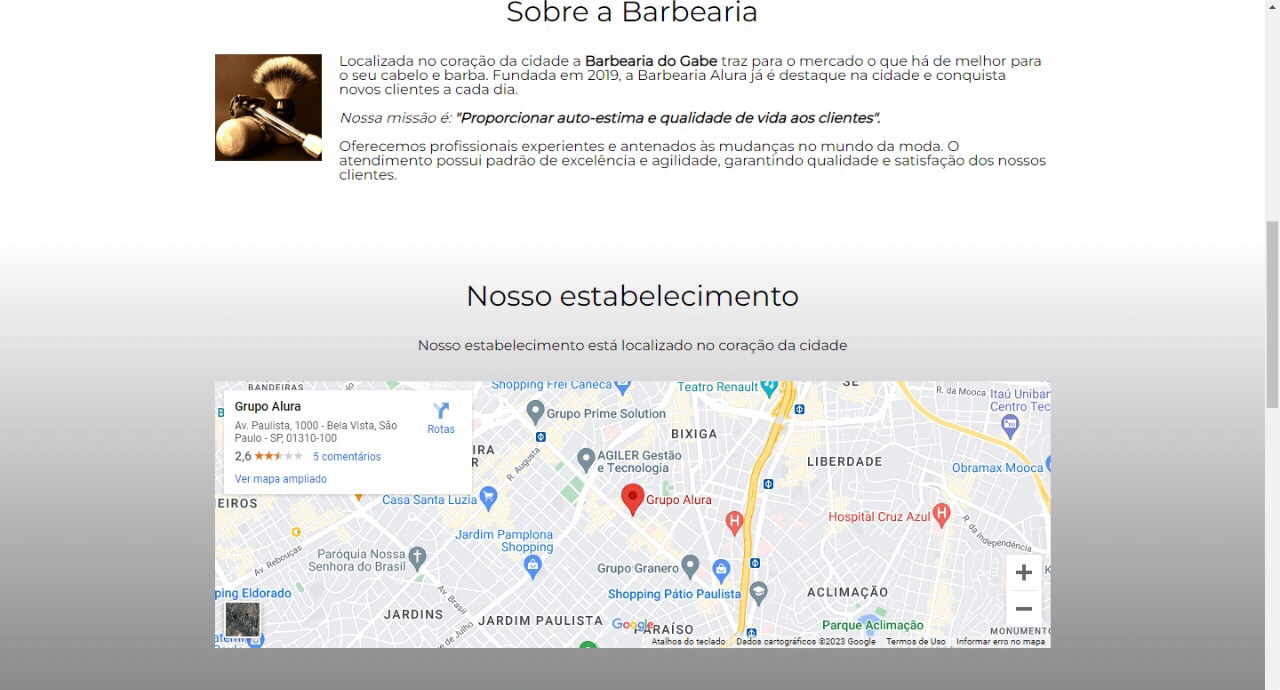 Sobre a Barbearia
Localizada no coração da cidade a Barbearia do Gabe traz para o mercado o que há de melhor para
o seu cabelo e barba. Fundada em 2019, a Barbearia Alura já é destaque na cidade e conquista
novos clientes a cada dia.
Nossa missão é: "Proporcionar auto-estima e qualidade de vida aos clientes".
Oferecemos profissionais experientes e antenados às mudanças no mundo da moda. O
atendimento possui padrão de excelência e agilidade, garantindo qualidade e satisfação dos nossos
clientes.
Nosso estabelecimento
Nosso estabelecimento está localizado no coração da cidade
BANDEIRAS
Shopping Frei Caneca
Teatro Renault
SÉ
R. da Mooca
Itaú Uniban
Centro Tec
Grupo Alura
Rotas
Av. Paulista, 1000 - Bela Vista, São
Paulo - SP, 01310-100
2,6
5 comentários
Ver mapa ampliado
Grupo Prime Solution
BIXIGA
IRA
R
R. Augusta
AGILER Gestão
e Tecnologia
LIBERDADE
Obramax Mooca
EIROS
Casa Santa Luzia
Grupo Alura
H
Hospital Cruz Azul
H
R. da Independência
Av. Rebouças
Jardim Pamplona
Shopping
Paróquia Nossa
Senhora do Brasil
Grupo Granero
Shopping Pátio Paulista
ACLIMAÇÃO
ping Eldorado
Av. Brasil
JARDINS
JARDIM PAULISTA
Google
PARAÍSO
Parque Aclimação
MONUMENTO
de Julho
Atalhos do teclado
Dados cartográficos ©2023 Google
Termos de Uso
Informar erro no mapa